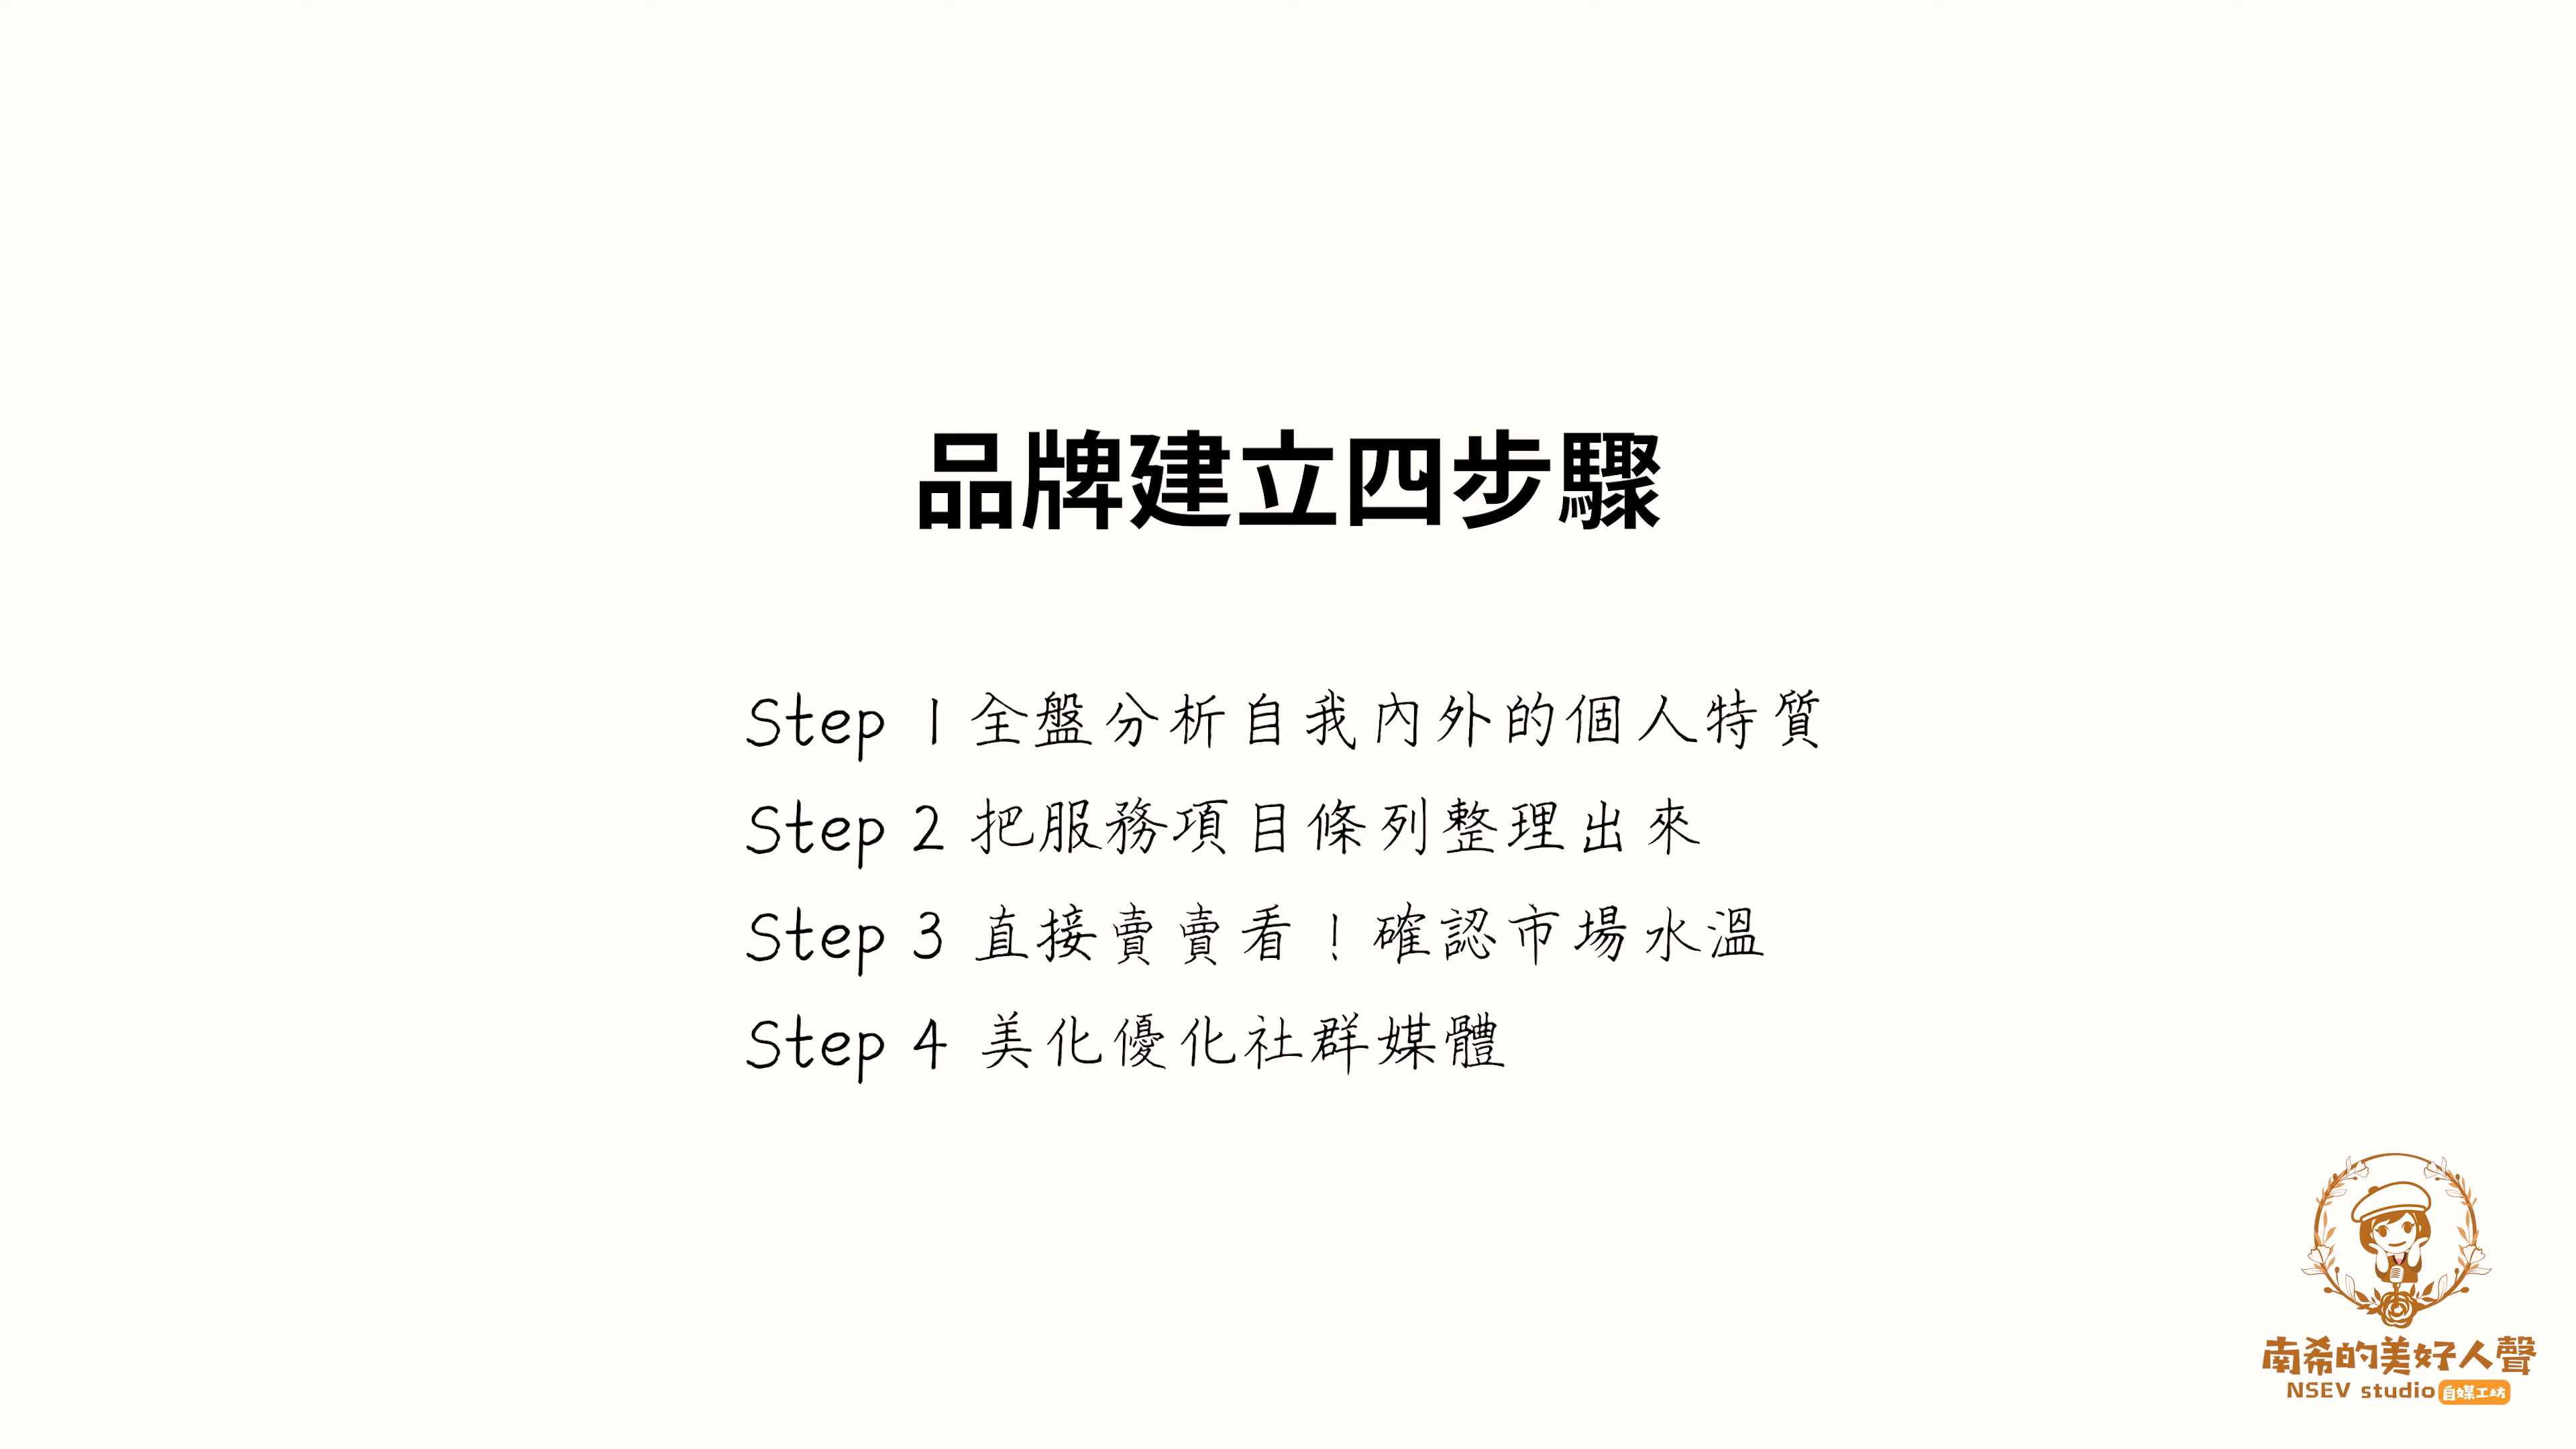 品牌建立四步驟
Step 1 全盤分析自我內外的個人特質
Step 2 把服務項目條列整理出來
Step 3 直接賣賣看！確認市場水溫
Step 4 美化優化社群媒體
南希的美好人聲
NSEV studio 自媒工坊